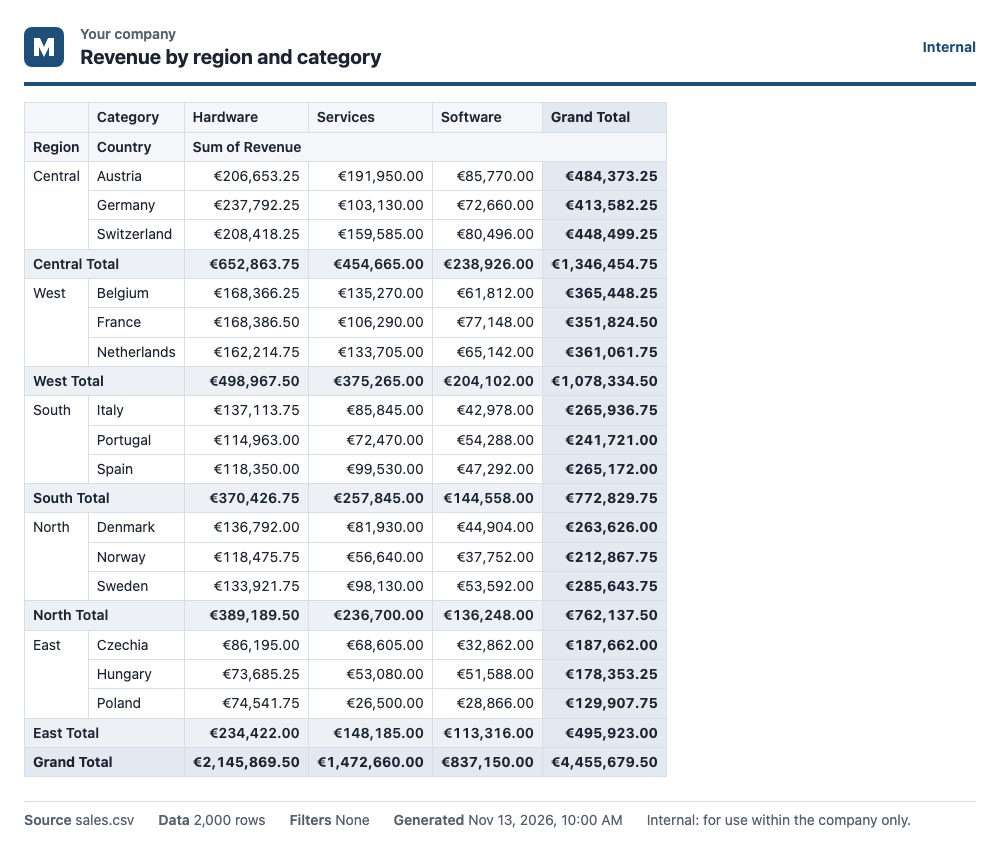 M
Your company
Revenue by region and category
Internal
Category Hardware Services Software Grand Total
Region Country Sum of Revenue
Central Austria €206,653.25 €191,950.00 €85,770.00 €484,373.25
Germany €237,792.25 €103,130.00 €72,660.00 €413,582.25
Switzerland €208,418.25 €159,585.00 €80,496.00 €448,499.25
Central Total €652,863.75 €454,665.00 €238,926.00 €1,346,454.75
West Belgium €168,366.25 €135,270.00 €61,812.00 €365,448.25
France €168,386.50 €106,290.00 €77,148.00 €351,824.50
Netherlands €162,214.75 €133,705.00 €65,142.00 €361,061.75
West Total €498,967.50 €375,265.00 €204,102.00 €1,078,334.50
South Italy €137,113.75 €85,845.00 €42,978.00 €265,936.75
Portugal €114,963.00 €72,470.00 €54,288.00 €241,721.00
Spain €118,350.00 €99,530.00 €47,292.00 €265,172.00
South Total €370,426.75 €257,845.00 €144,558.00 €772,829.75
North Denmark €136,792.00 €81,930.00 €44,904.00 €263,626.00
Norway €118,475.75 €56,640.00 €37,752.00 €212,867.75
Sweden €133,921.75 €98,130.00 €53,592.00 €285,643.75
North Total €389,189.50 €236,700.00 €136,248.00 €762,137.50
East Czechia €86,195.00 €68,605.00 €32,862.00 €187,662.00
Hungary €73,685.25 €53,080.00 €51,588.00 €178,353.25
Poland €74,541.75 €26,500.00 €28,866.00 €129,907.75
East Total €234,422.00 €148,185.00 €113,316.00 €495,923.00
Grand Total €2,145,869.50 €1,472,660.00 €837,150.00 €4,455,679.50
Source sales.csv Data 2,000 rows Filters None Generated Nov 13, 2026, 10:00 AM Internal: for use within the company only.